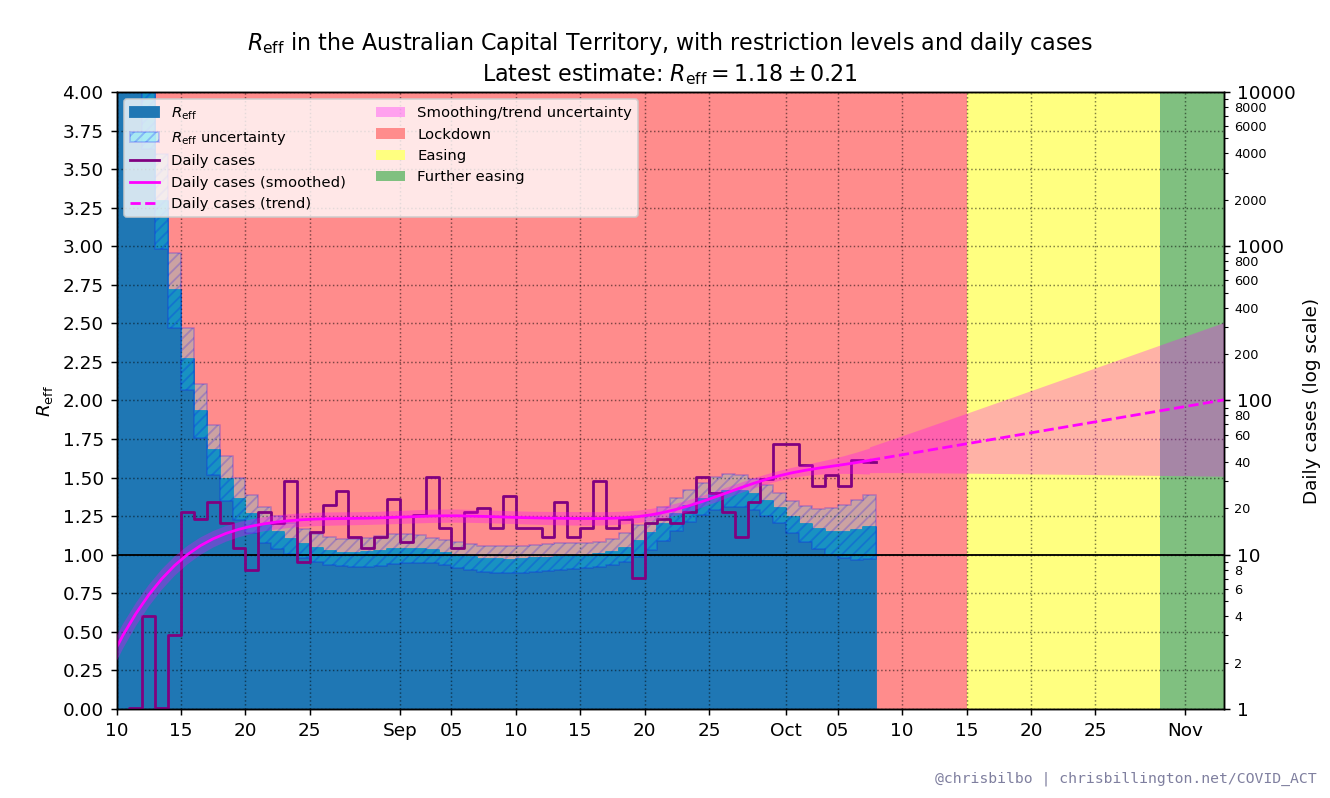 R_eff in the Australian Capital Territory, with restriction levels and daily cases
Latest estimate: R_eff = 1.18 ± 0.21
R_eff
R_eff uncertainty
Daily cases
Daily cases (smoothed)
Daily cases (trend)
Smoothing/trend uncertainty
Lockdown
Easing
Further easing
4.00
3.75
3.50
3.25
3.00
2.75
2.50
2.25
2.00
1.75
1.50
1.25
1.00
0.75
0.50
0.25
0.00
R_eff
10000
8000
6000
4000
2000
1000
800
600
400
200
100
80
60
40
20
10
8
6
4
2
1
Daily cases (log scale)
10 15 20 25 Sep 05 10 15 20 25 Oct 05 10 15 20 25 Nov
@chrisbilbo | chrisbillington.net/COVID_ACT